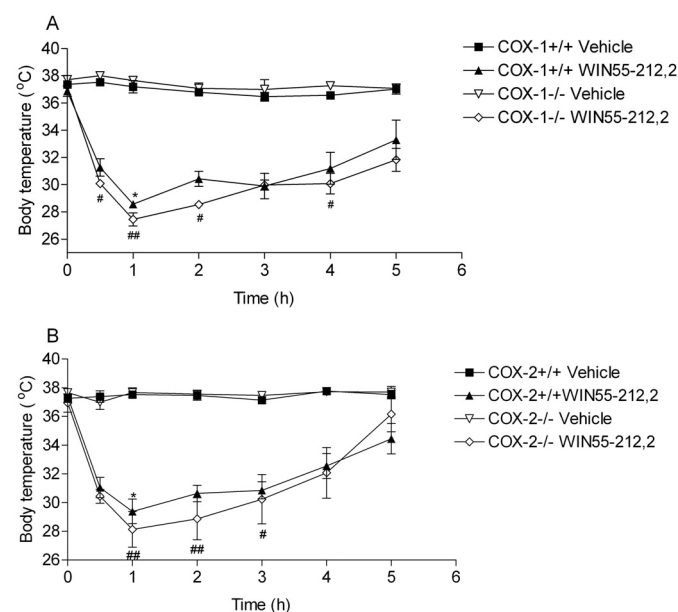 A
Body temperature (°C)
40
38
36
32
30
28
26
*
#
##
#
#
0
1
2
3
4
5
6
Time (h)
COX-1+/+ Vehicle
COX-1+/+ WIN55-212,2
COX-1-/- Vehicle
COX-1-/- WIN55-212,2
B
Body temperature (°C)
40
38
36
34
32
30
28
26
*
##
##
#
0
1
2
3
4
5
6
Time (h)
COX-2+/+ Vehicle
COX-2+/+WIN55-212,2
COX-2-/- Vehicle
COX-2-/- WIN55-212,2